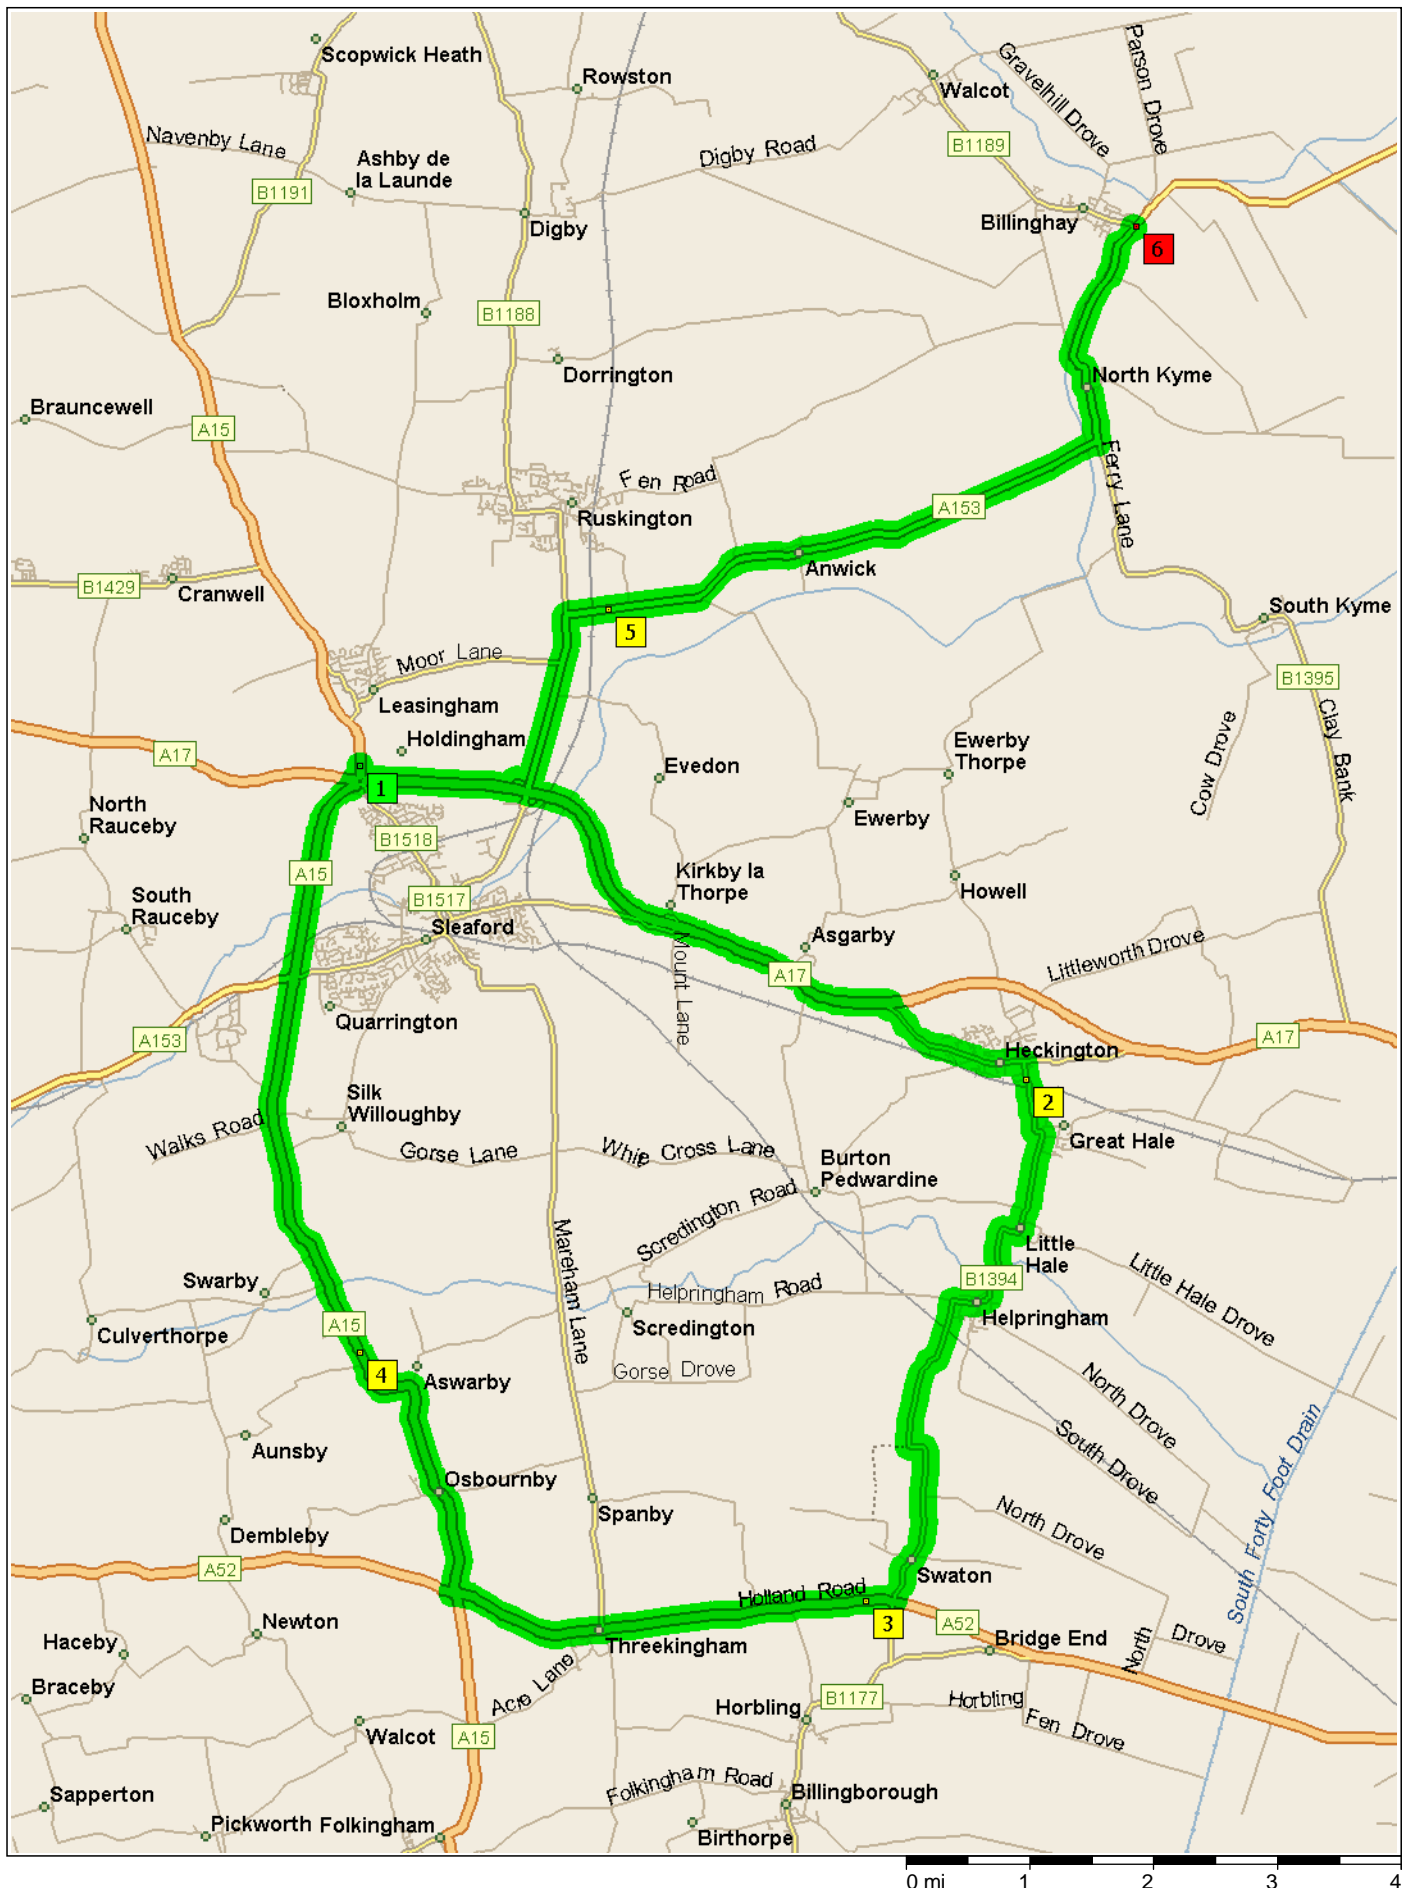 Scopwick Heath
Rowston
Walcot
Gravelhill Drove
Parson Drove
Navenby Lane
Ashby de
la Launde
Digby Road
B1189
B1191
Digby
Billinghay
6
Bloxholm
B1188
Dorrington
North Kyme
Brauncewell
A15
Fen Road
Ferry Lane
Ruskington
A153
Anwick
B1429
Cranwell
South Kyme
5
Moor Lane
B1395
Leasingham
Holdingham
Clay Bank
Cow Drove
A17
Evedon
Ewerby
Thorpe
1
North
Rauceby
Ewerby
B1518
A15
Kirkby la
Thorpe
Howell
South
Rauceby
B1517
Sleaford
Asgarby
Littleworth Drove
Mount Lane
A17
Quarrington
A153
Heckington
A17
Silk
Willoughby
2
Walks Road
Great Hale
Gorse Lane
White Cross Lane
Burton
Pedwardine
Scredington Road
Mareham Lane
Little
Hale
Swarby
Helpringham Road
B1394
Little Hale Drove
Culverthorpe
A15
Scredington
Helpringham
Gorse Drove
4
Aswarby
North Drove
Aunsby
South Drove
Osbournby
South Forty Foot Drain
Spanby
North Drove
Dembleby
A52
Swaton
Holland Road
Newton
3
A52
Haceby
Threekingham
Bridge End
North Drove
Braceby
Acre Lane
B1177
Horbling
Horbling
Fen Drove
Walcot
A15
Folkingham Road
Sapperton
Billingborough
Pickworth
Folkingham
Birthorpe
0 mi 1 2 3 4